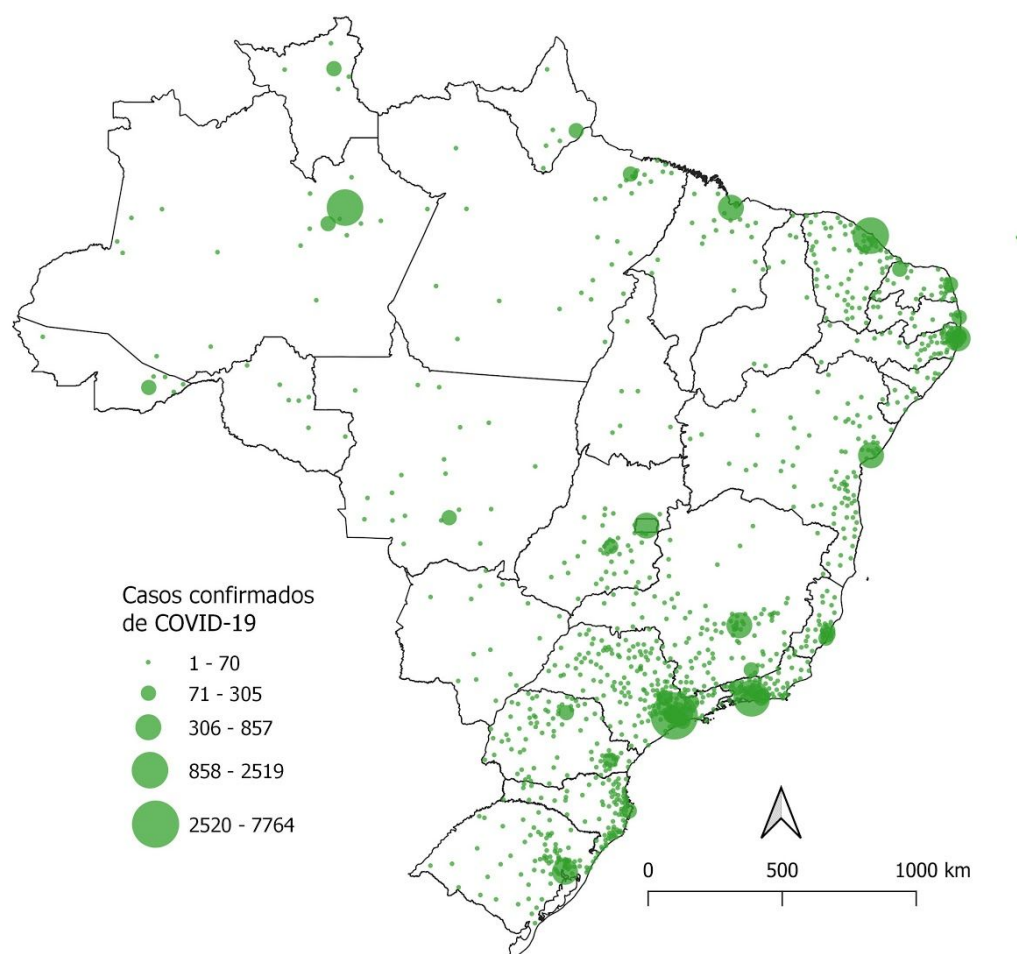 Casos confirmados
de COVID-19
1 - 70
71 - 305
306 - 857
858 - 2519
2520 - 7764
0 500 1000 km